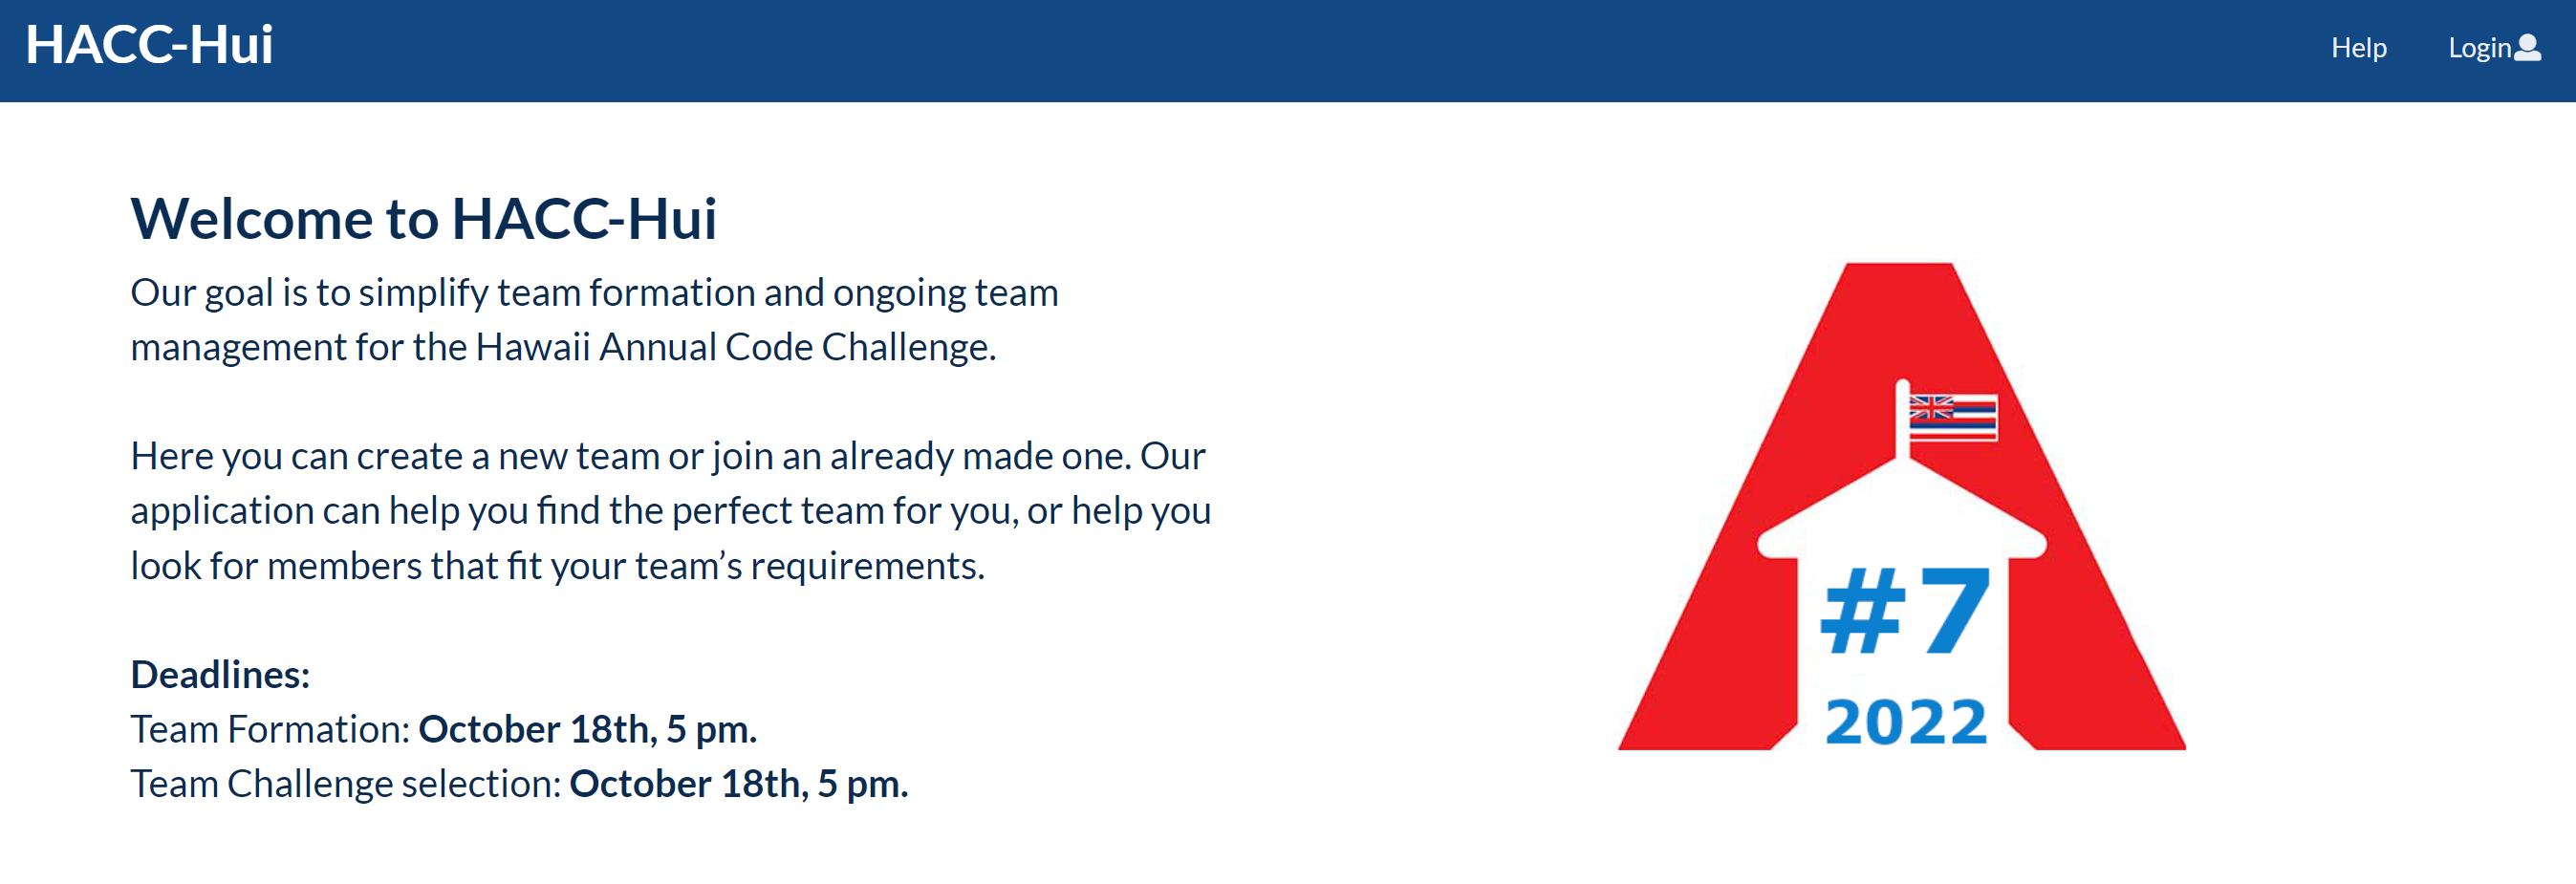 HACC-Hui
Help
Login
Welcome to HACC-Hui
Our goal is to simplify team formation and ongoing team
management for the Hawaii Annual Code Challenge.
Here you can create a new team or join an already made one. Our
application can help you find the perfect team for you, or help you
look for members that fit your team’s requirements.
Deadlines:
Team Formation: October 18th, 5 pm.
Team Challenge selection: October 18th, 5 pm.
#7
2022